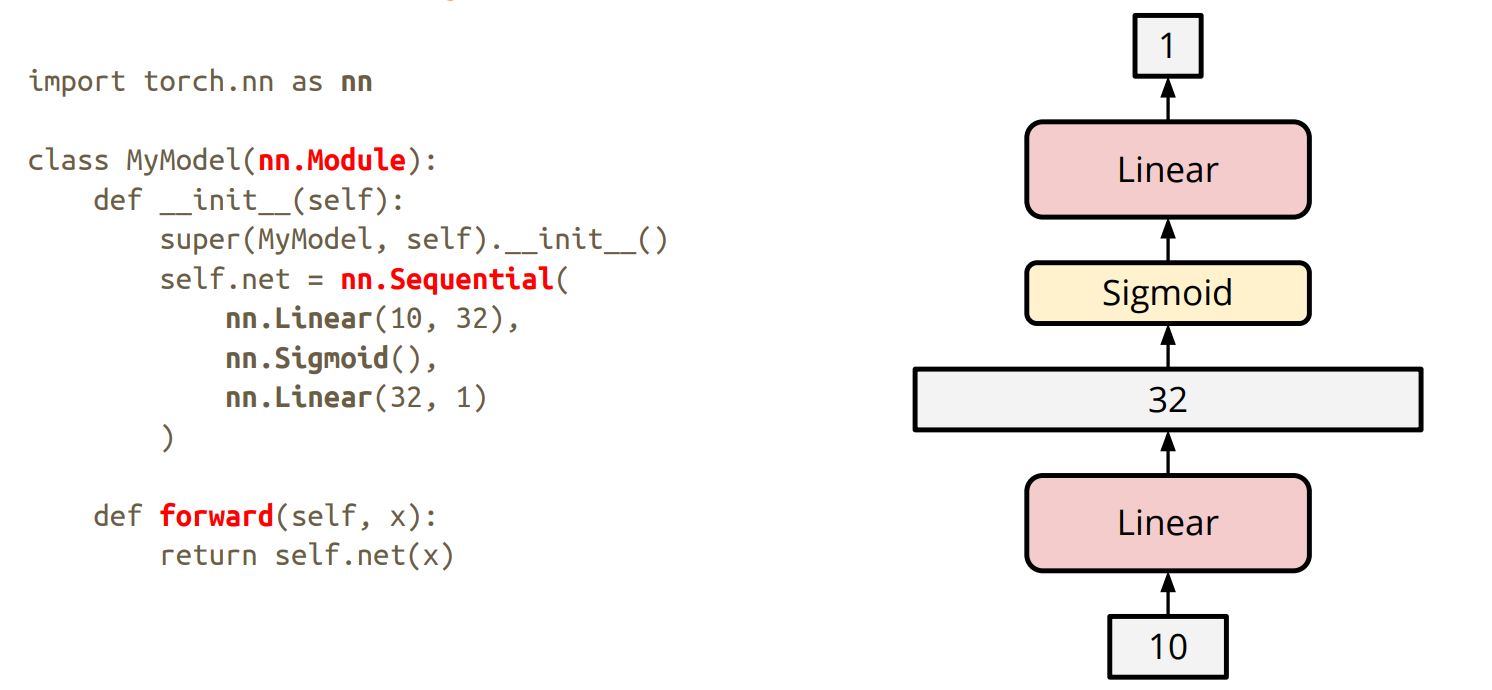 import torch.nn as nn
class MyModel(nn.Module):
    def __init__(self):
        super(MyModel, self).__init__()
        self.net = nn.Sequential(
            nn.Linear(10, 32),
            nn.Sigmoid(),
            nn.Linear(32, 1)
        )
    def forward(self, x):
        return self.net(x)
1
Linear
Sigmoid
32
Linear
10